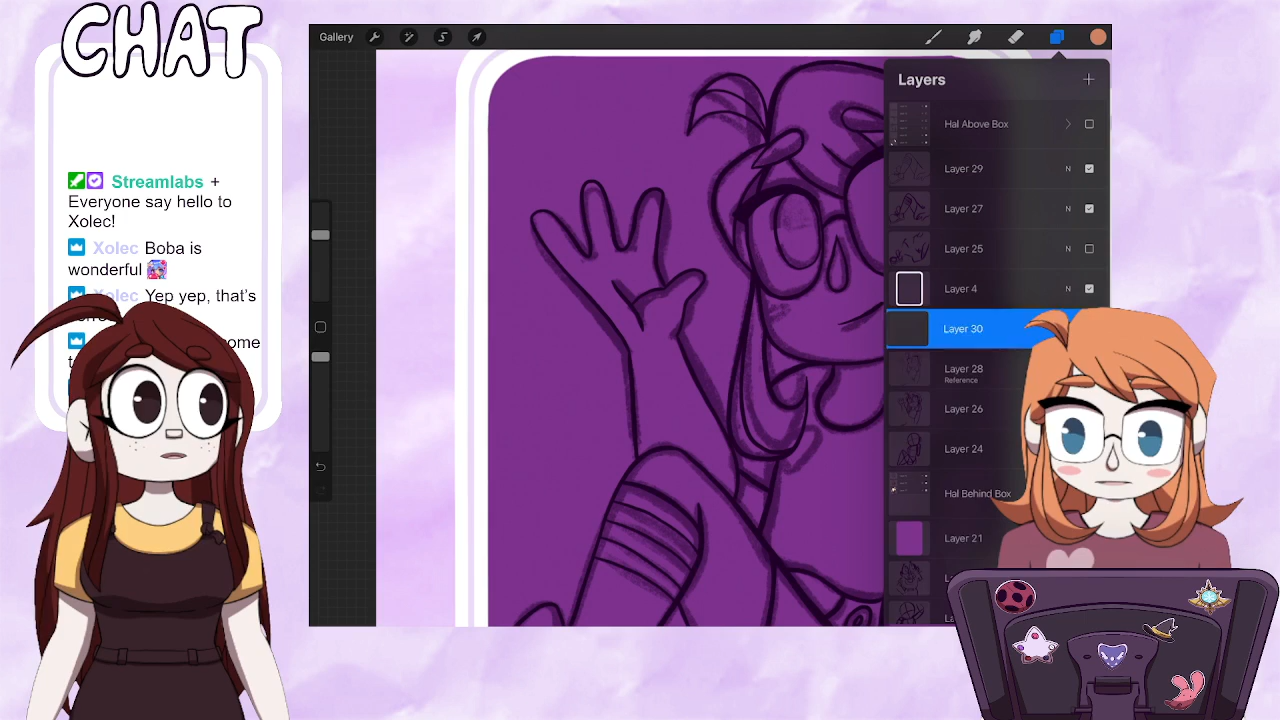 CHAT
Streamlabs +
Everyone say hello to
Xolec!
Xolec Boba is
wonderful
Xolec Yep yep, that's
ome
Gallery
Layers
Hal Above Box
Layer 29 N
Layer 27 N
Layer 25 N
Layer 4 N
Layer 30
Layer 28
Reference
Layer 26
Layer 24
Hal Behind Box
Layer 21